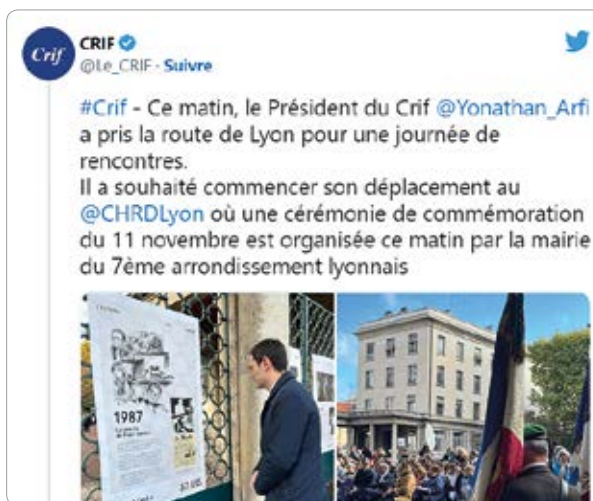 Crif
CRIF
@Le_CRIF · Suivre
#Crif - Ce matin, le Président du Crif @Yonathan_Arfi
a pris la route de Lyon pour une journée de
rencontres.
Il a souhaité commencer son déplacement au
@CHRDLyon où une cérémonie de commémoration
du 11 novembre est organisée ce matin par la mairie
du 7ème arrondissement lyonnais
1987